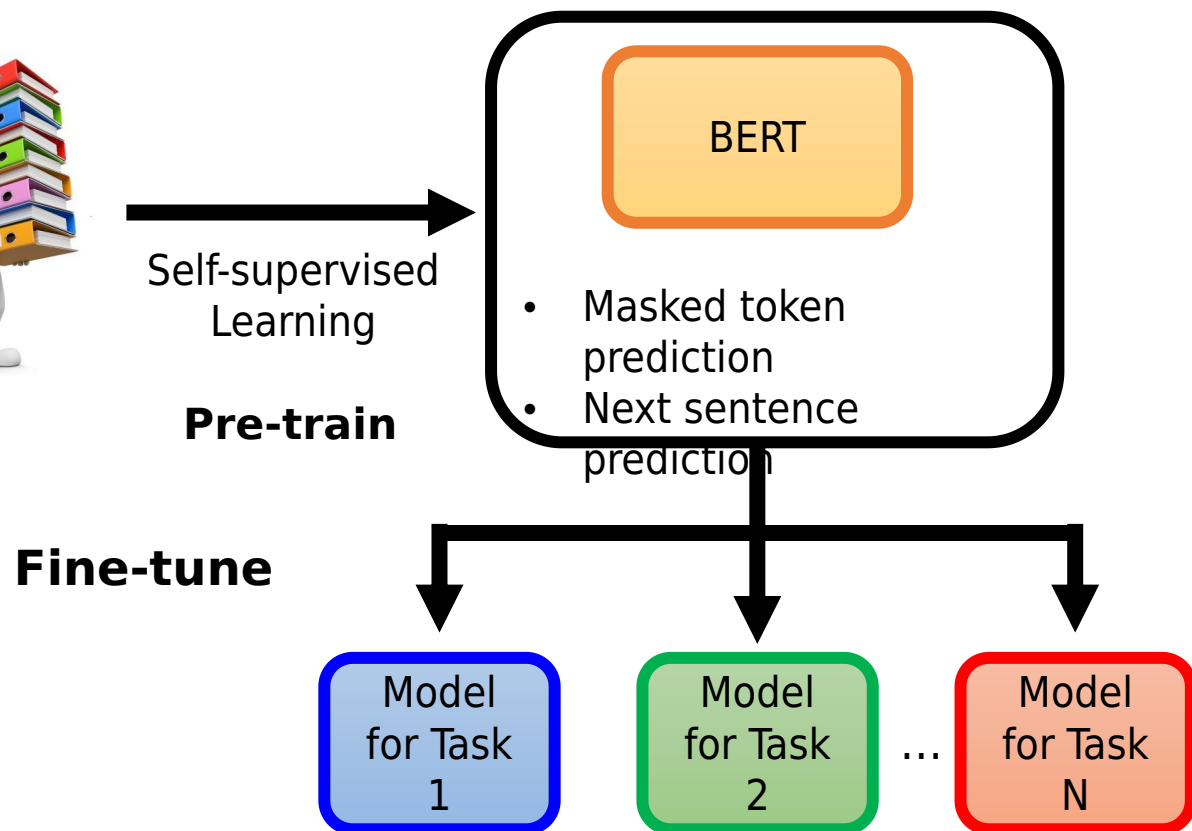 BERT
Self-supervised
Learning
• Masked token
prediction
• Next sentence
prediction
Pre-train
Fine-tune
Model
for Task
1
Model
for Task
2
...
Model
for Task
N